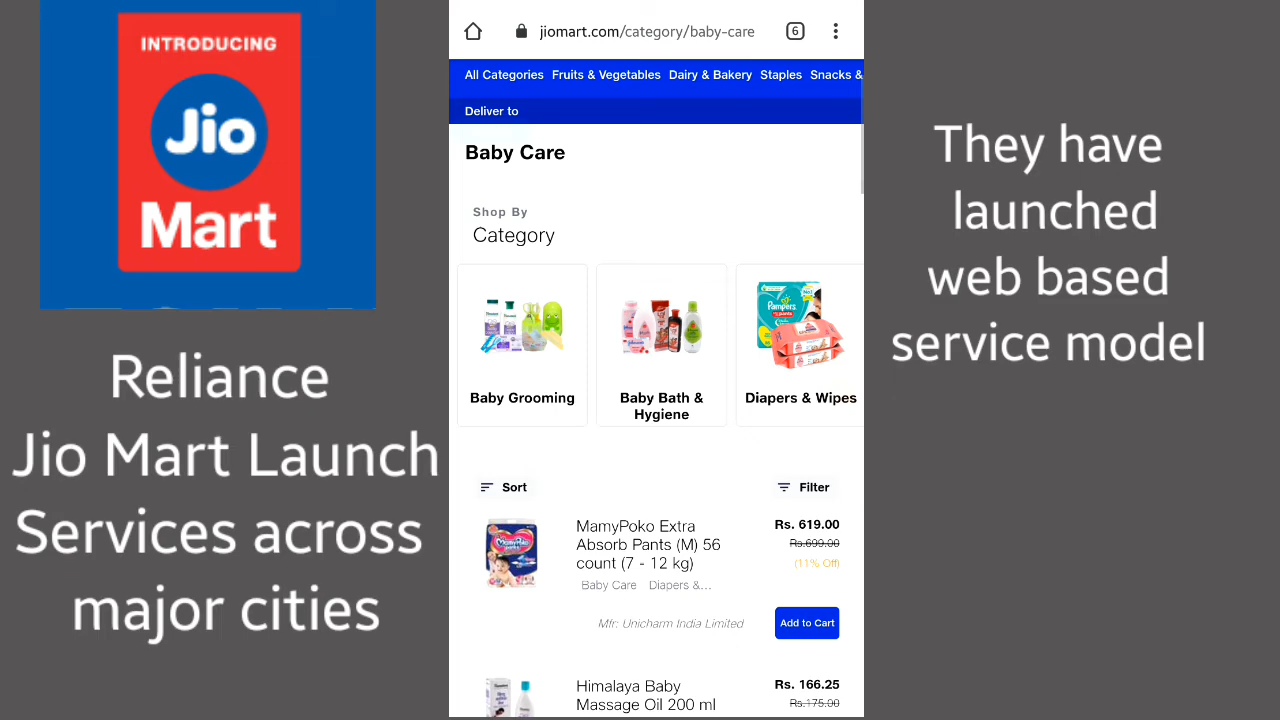 INTRODUCING
Jio
Mart
Reliance
Jio Mart Launch
Services across
major cities
jiomart.com/category/baby-care
6
All Categories Fruits & Vegetables Dairy & Bakery Staples Snacks &
Deliver to
Baby Care
Shop By
Category
Pampers
Baby Grooming
Baby Bath &
Hygiene
Diapers & Wipes
Sort
Filter
MamyPoko
MamyPoko Extra
Absorb Pants (M) 56
count (7 - 12 kg)
Baby Care Diapers &...
Rs. 619.00
Rs.699.00
(11% Off)
Mfr: Unicharm India Limited
Add to Cart
Himalaya Baby
Massage Oil 200 ml
Rs. 166.25
Rs.175.00
They have
launched
web based
service model